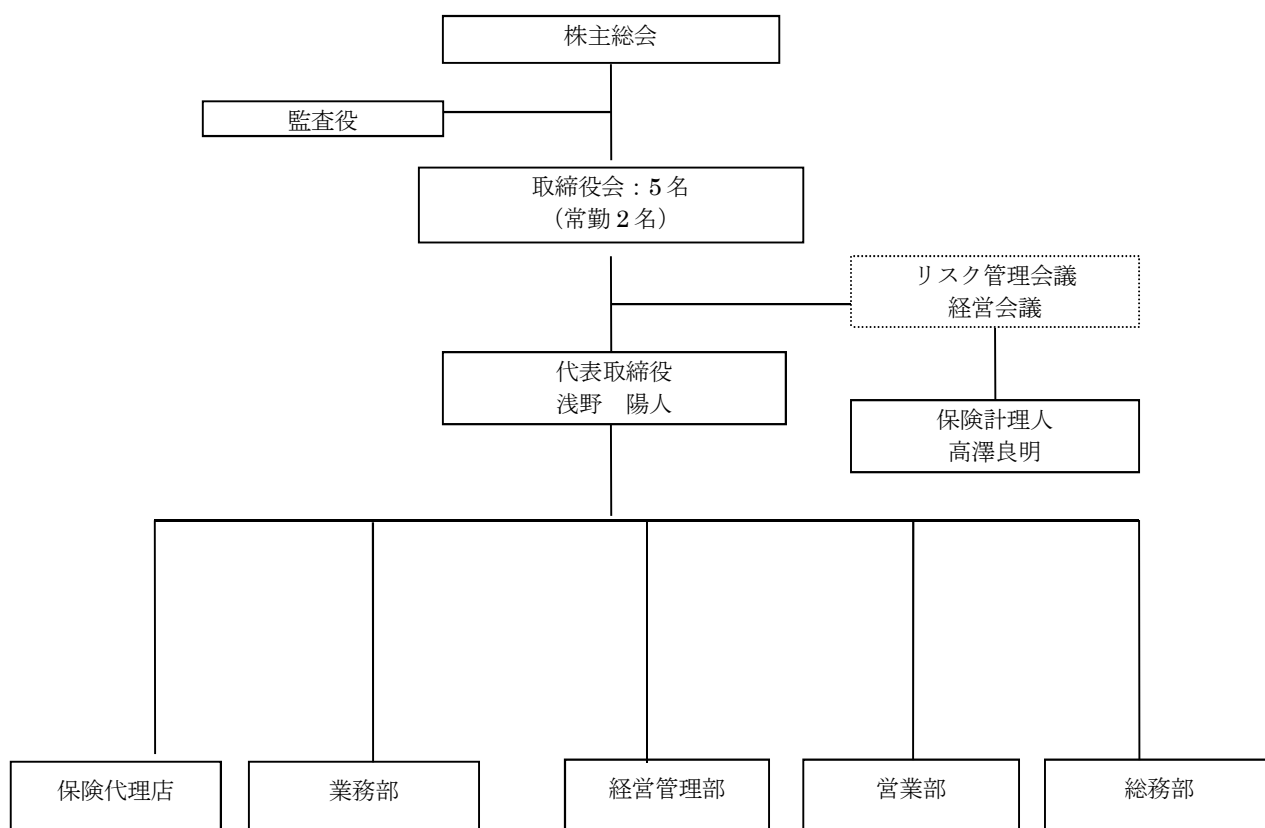 株主総会
監査役
取締役会：5名
（常勤2名）
リスク管理会議
経営会議
代表取締役
浅野　陽人
保険計理人
高澤良明
保険代理店
業務部
経営管理部
営業部
総務部